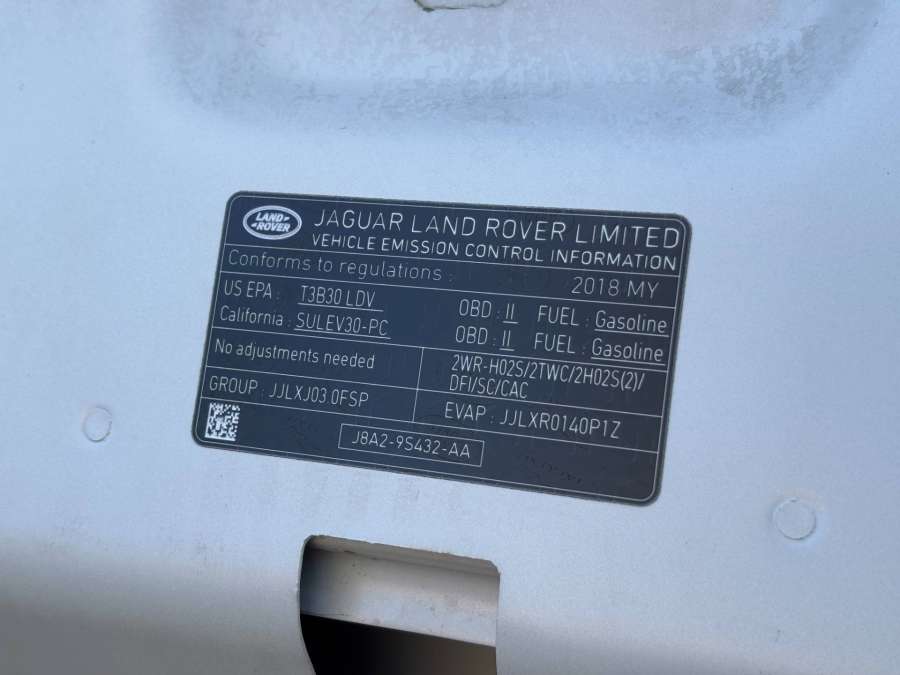 LAND ROVER
JAGUAR LAND ROVER LIMITED
VEHICLE EMISSION CONTROL INFORMATION
Conforms to regulations : 2018 MY
US EPA : T3B30 LDV OBD : II FUEL : Gasoline
California : SULEV30-PC OBD : II FUEL : Gasoline
No adjustments needed
2WR-HO2S/2TWC/2HO2S(2)/
DFI/SC/CAC
GROUP : JJLXJ03.0FSP
EVAP : JJLXR0140P1Z
J8A2-9S432-AA